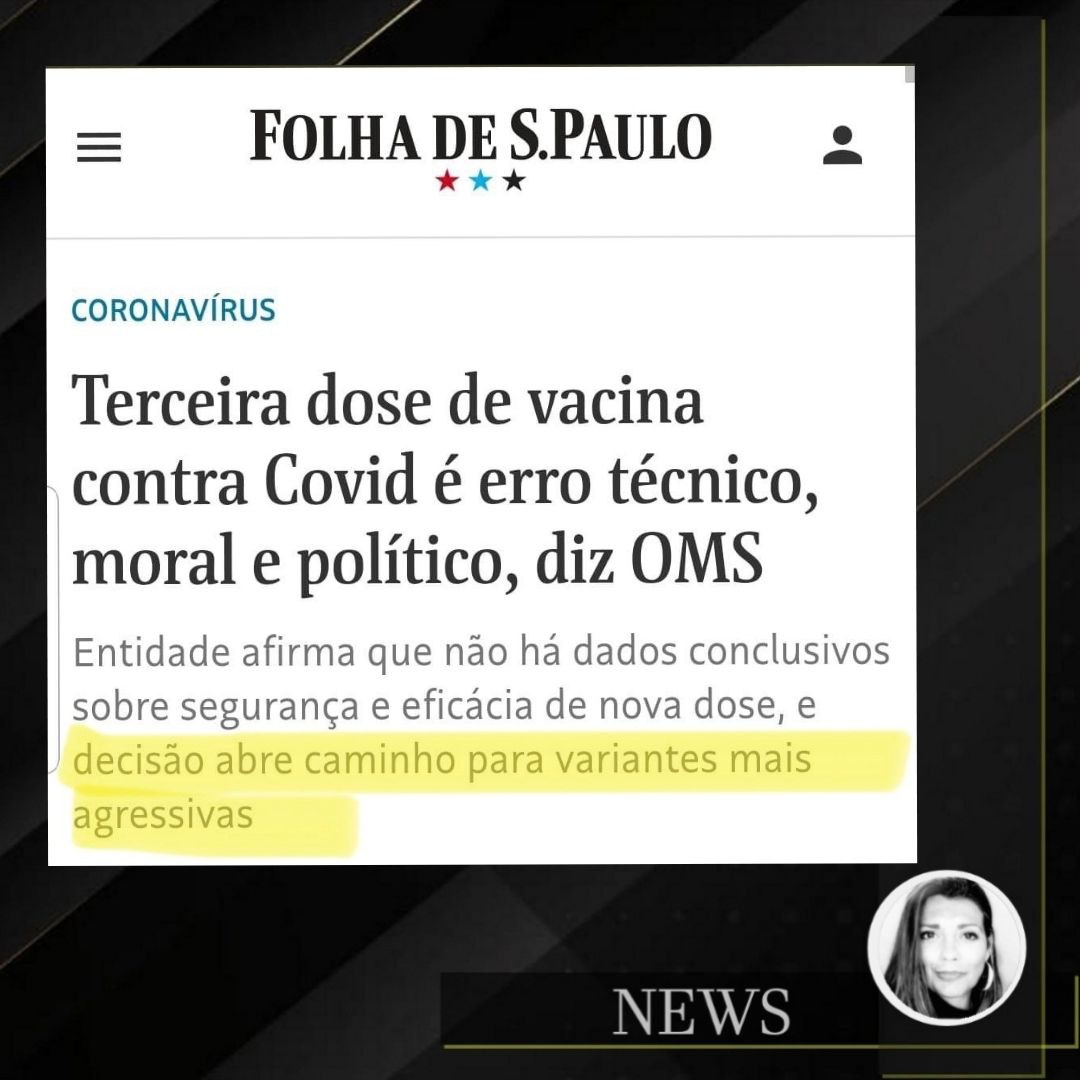 FOLHA DE S.PAULO
CORONAVÍRUS
Terceira dose de vacina
contra Covid é erro técnico,
moral e político, diz OMS
Entidade afirma que não há dados conclusivos
sobre segurança e eficácia de nova dose, e
decisão abre caminho para variantes mais
agressivas
NEWS